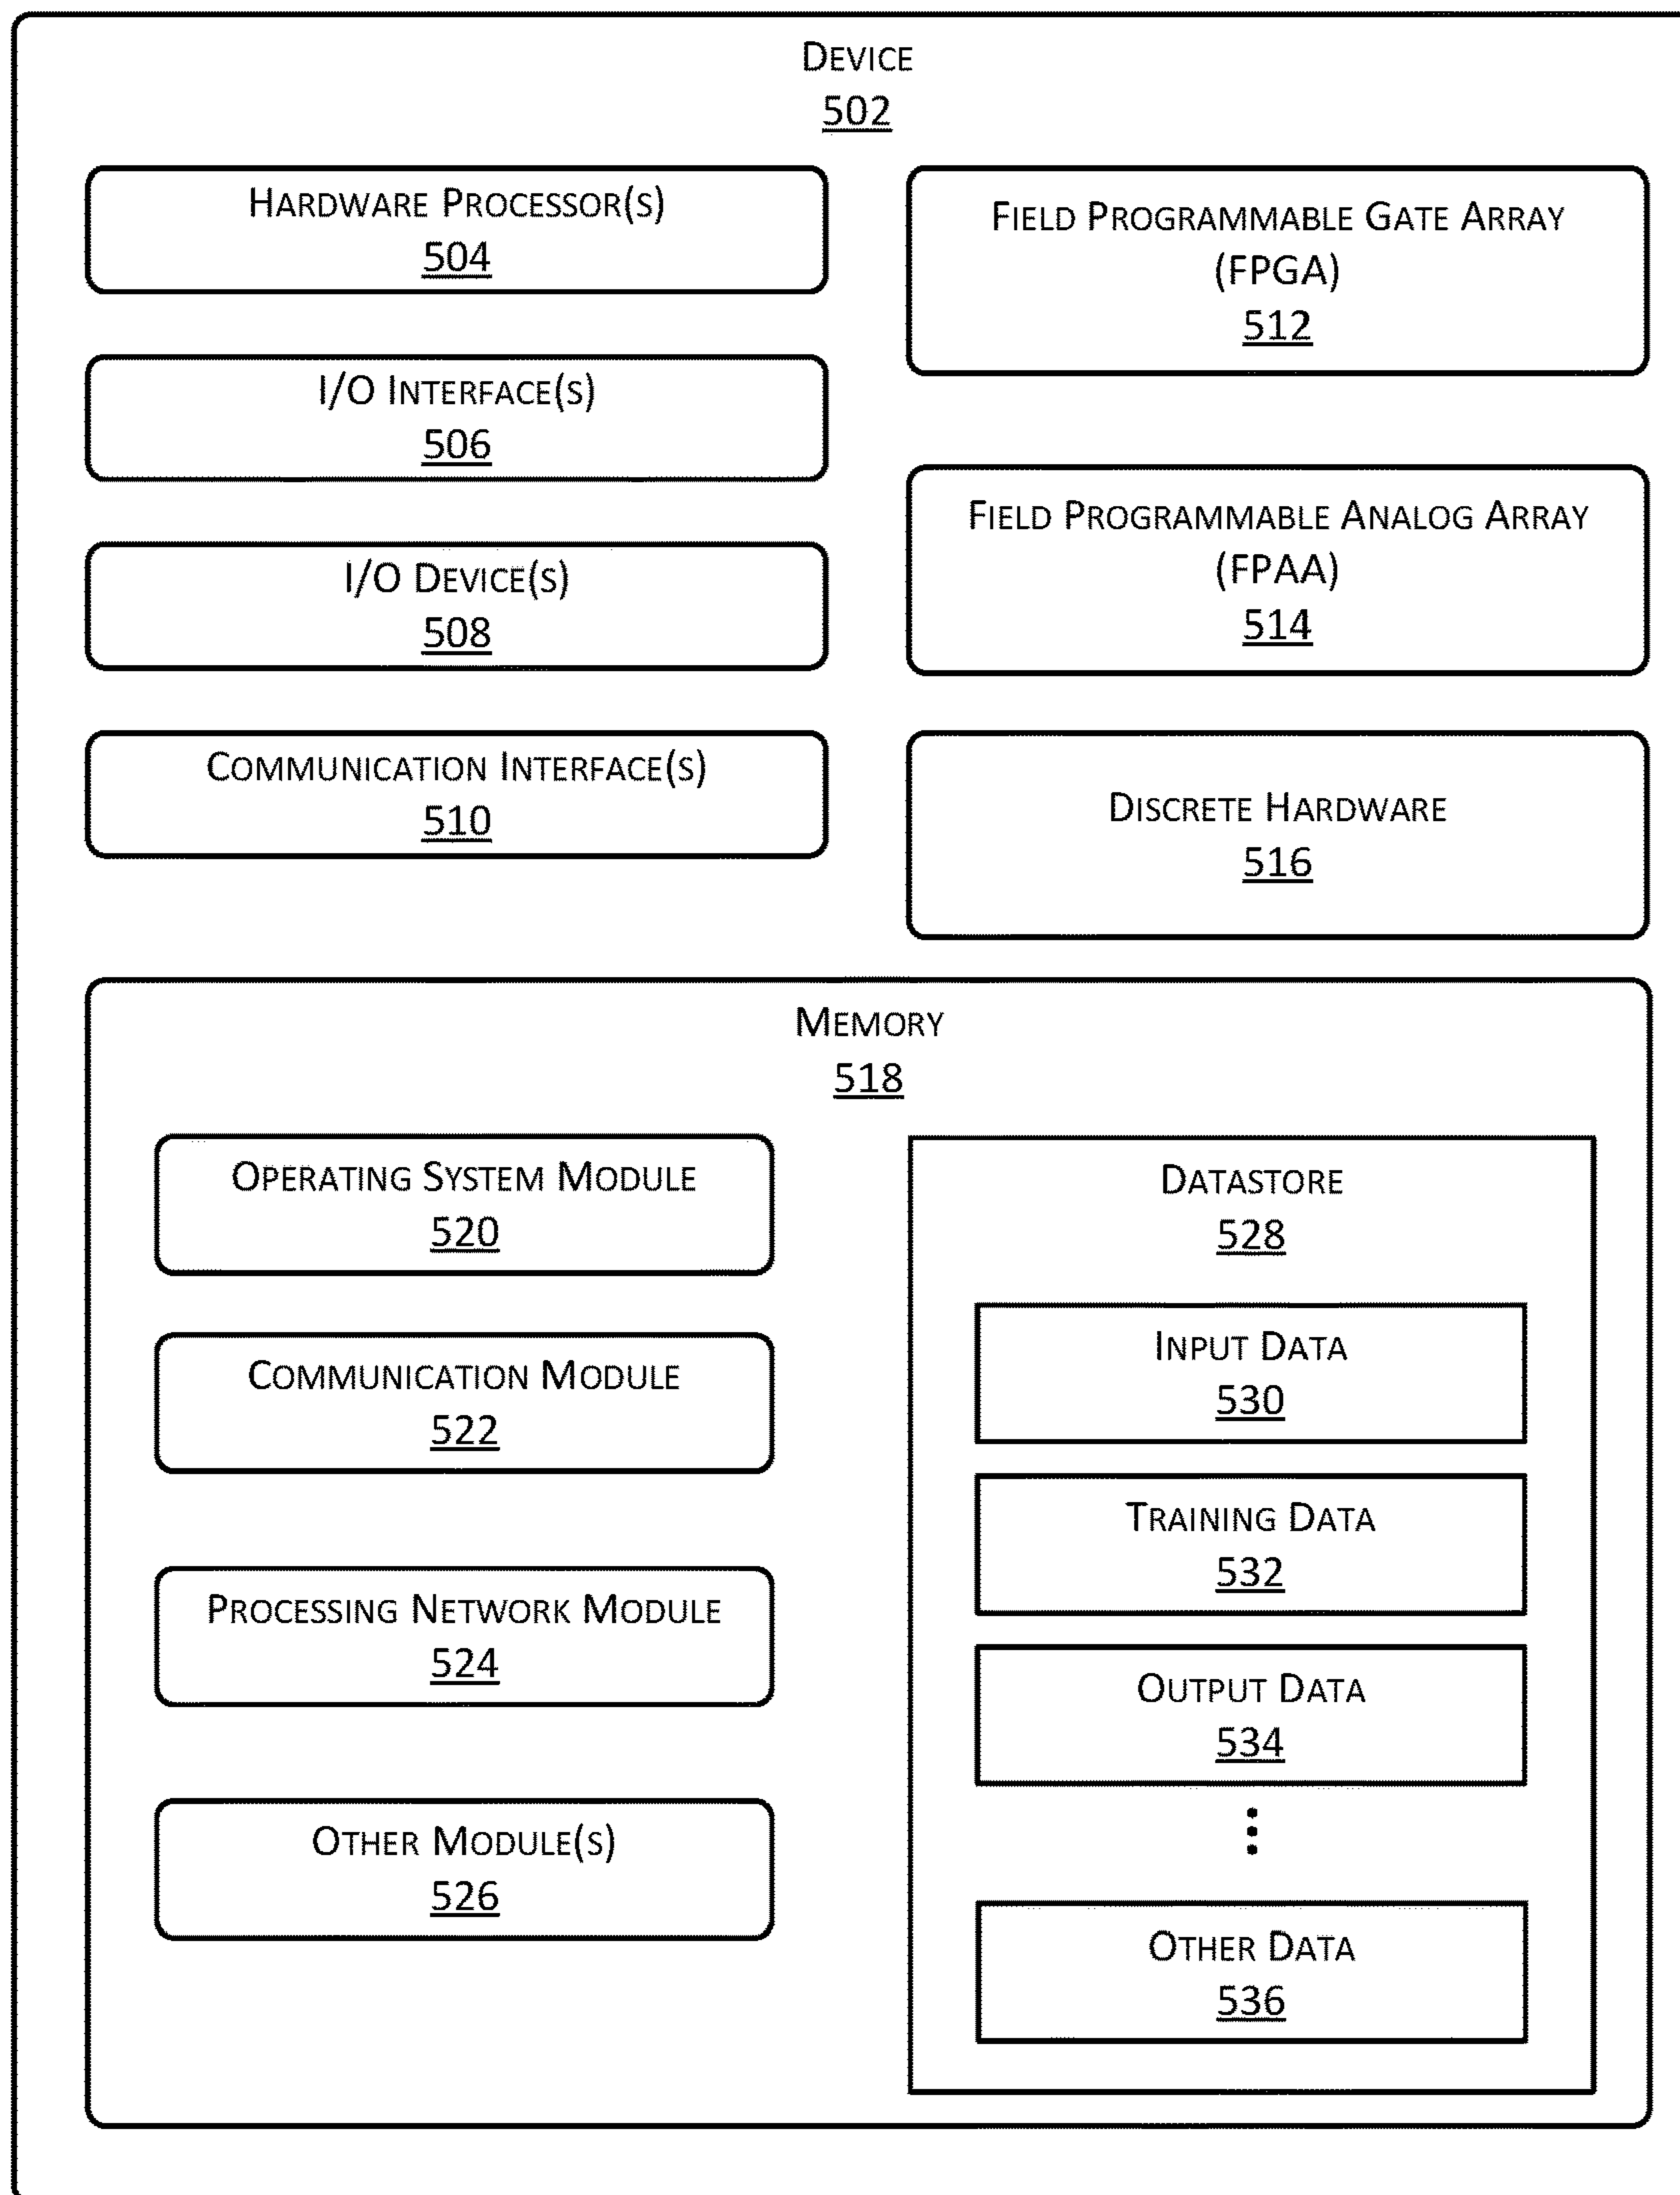 DEVICE
502
HARDWARE PROCESSOR(S)
504
I/O INTERFACE(S)
506
I/O DEVICE(S)
508
COMMUNICATION INTERFACE(S)
510
FIELD PROGRAMMABLE GATE ARRAY
(FPGA)
512
FIELD PROGRAMMABLE ANALOG ARRAY
(FPAA)
514
DISCRETE HARDWARE
516
MEMORY
518
OPERATING SYSTEM MODULE
520
COMMUNICATION MODULE
522
PROCESSING NETWORK MODULE
524
OTHER MODULE(S)
526
DATASTORE
528
INPUT DATA
530
TRAINING DATA
532
OUTPUT DATA
534
OTHER DATA
536